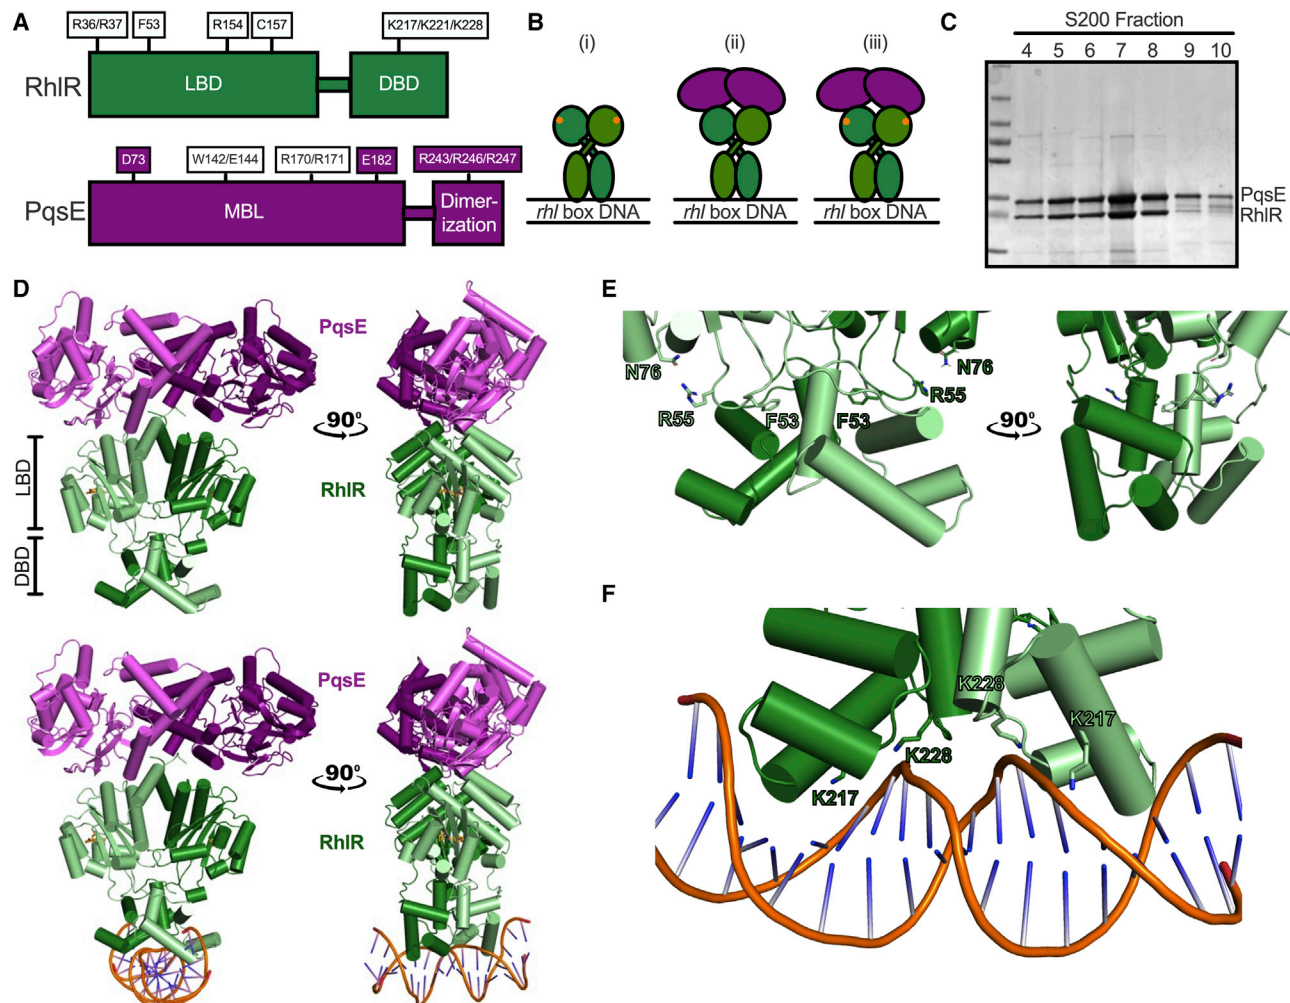 A
R36/R37
F53
R154
C157
K217/K221/K228
RhlR
LBD
DBD
D73
W142/E144
R170/R171
E182
R243/R246/R247
PqsE
MBL
Dimer-
ization
B
(i)
(ii)
(iii)
rhl box DNA
rhl box DNA
rhl box DNA
C
S200 Fraction
4 5 6 7 8 9 10
PqsE
RhlR
D
PqsE
90⁰
RhlR
LBD
DBD
PqsE
90⁰
RhlR
E
N76
R55
F53
F53
R55
N76
90⁰
F
K228
K217
K228
K217